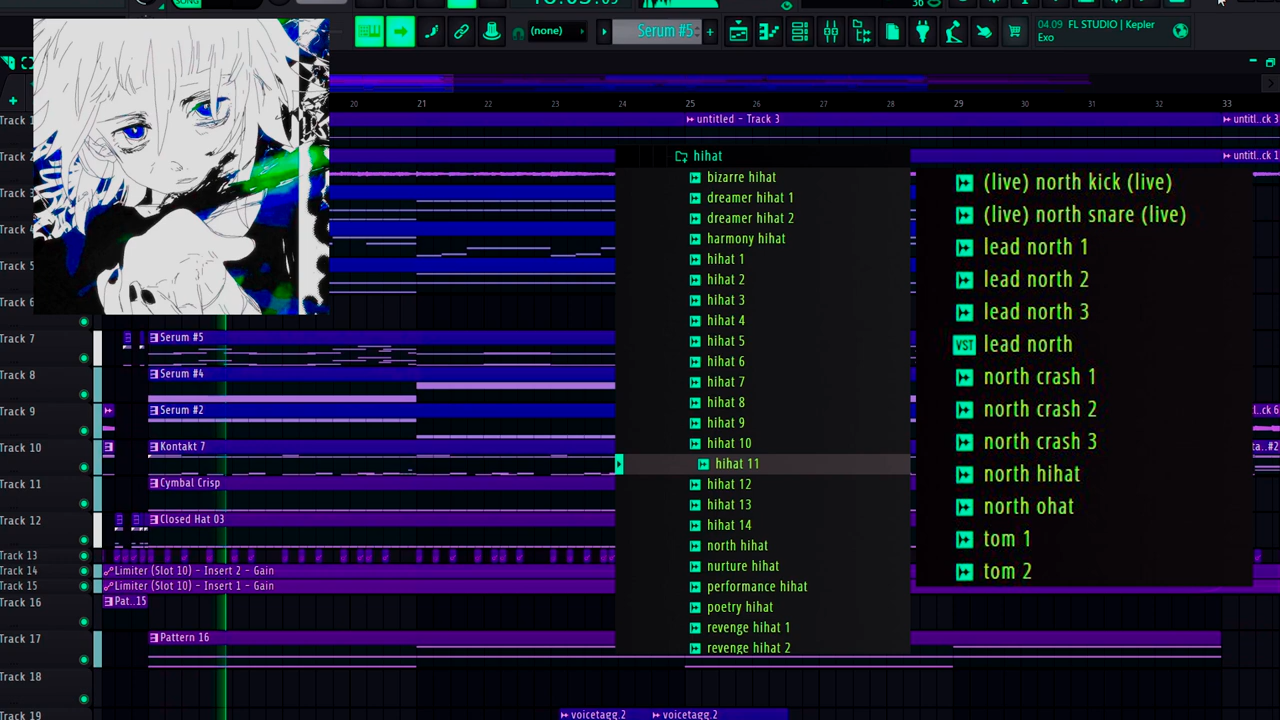 SONG
(none)
Serum #5
04.09 FL STUDIO | Kepler
Exo
20 21 22 23 24 25 26 27 28 29 30 31 32 33
Track 1
untitled - Track 3
untitl..ck 3
Track 2
untitl..ck 1
Track 3
Track 4
Track 5
Track 6
Track 7
Serum #5
Track 8
Serum #4
Track 9
Serum #2
Track 10
Kontakt 7
Track 11
Cymbal Crisp
Track 12
Closed Hat 03
Track 13
Track 14
Limiter (Slot 10) - Insert 2 - Gain
Track 15
Limiter (Slot 10) - Insert 1 - Gain
Track 16
Pat..15
Track 17
Pattern 16
Track 18
Track 19
voicetagg.2
voicetagg.2
hihat
bizarre hihat
dreamer hihat 1
dreamer hihat 2
harmony hihat
hihat 1
hihat 2
hihat 3
hihat 4
hihat 5
hihat 6
hihat 7
hihat 8
hihat 9
hihat 10
hihat 11
hihat 12
hihat 13
hihat 14
north hihat
nurture hihat
performance hihat
poetry hihat
revenge hihat 1
revenge hihat 2
(live) north kick (live)
(live) north snare (live)
lead north 1
lead north 2
lead north 3
VST lead north
north crash 1
north crash 2
north crash 3
north hihat
north ohat
tom 1
tom 2